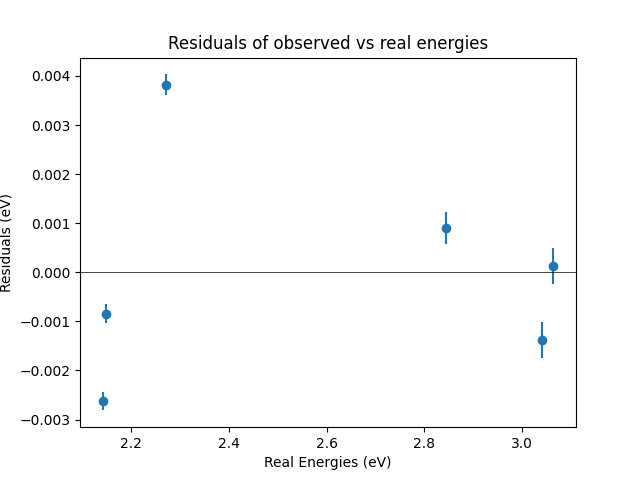 Residuals of observed vs real energies
0.004
0.003
0.002
0.001
0.000
−0.001
−0.002
−0.003
Residuals (eV)
2.2 2.4 2.6 2.8 3.0
Real Energies (eV)